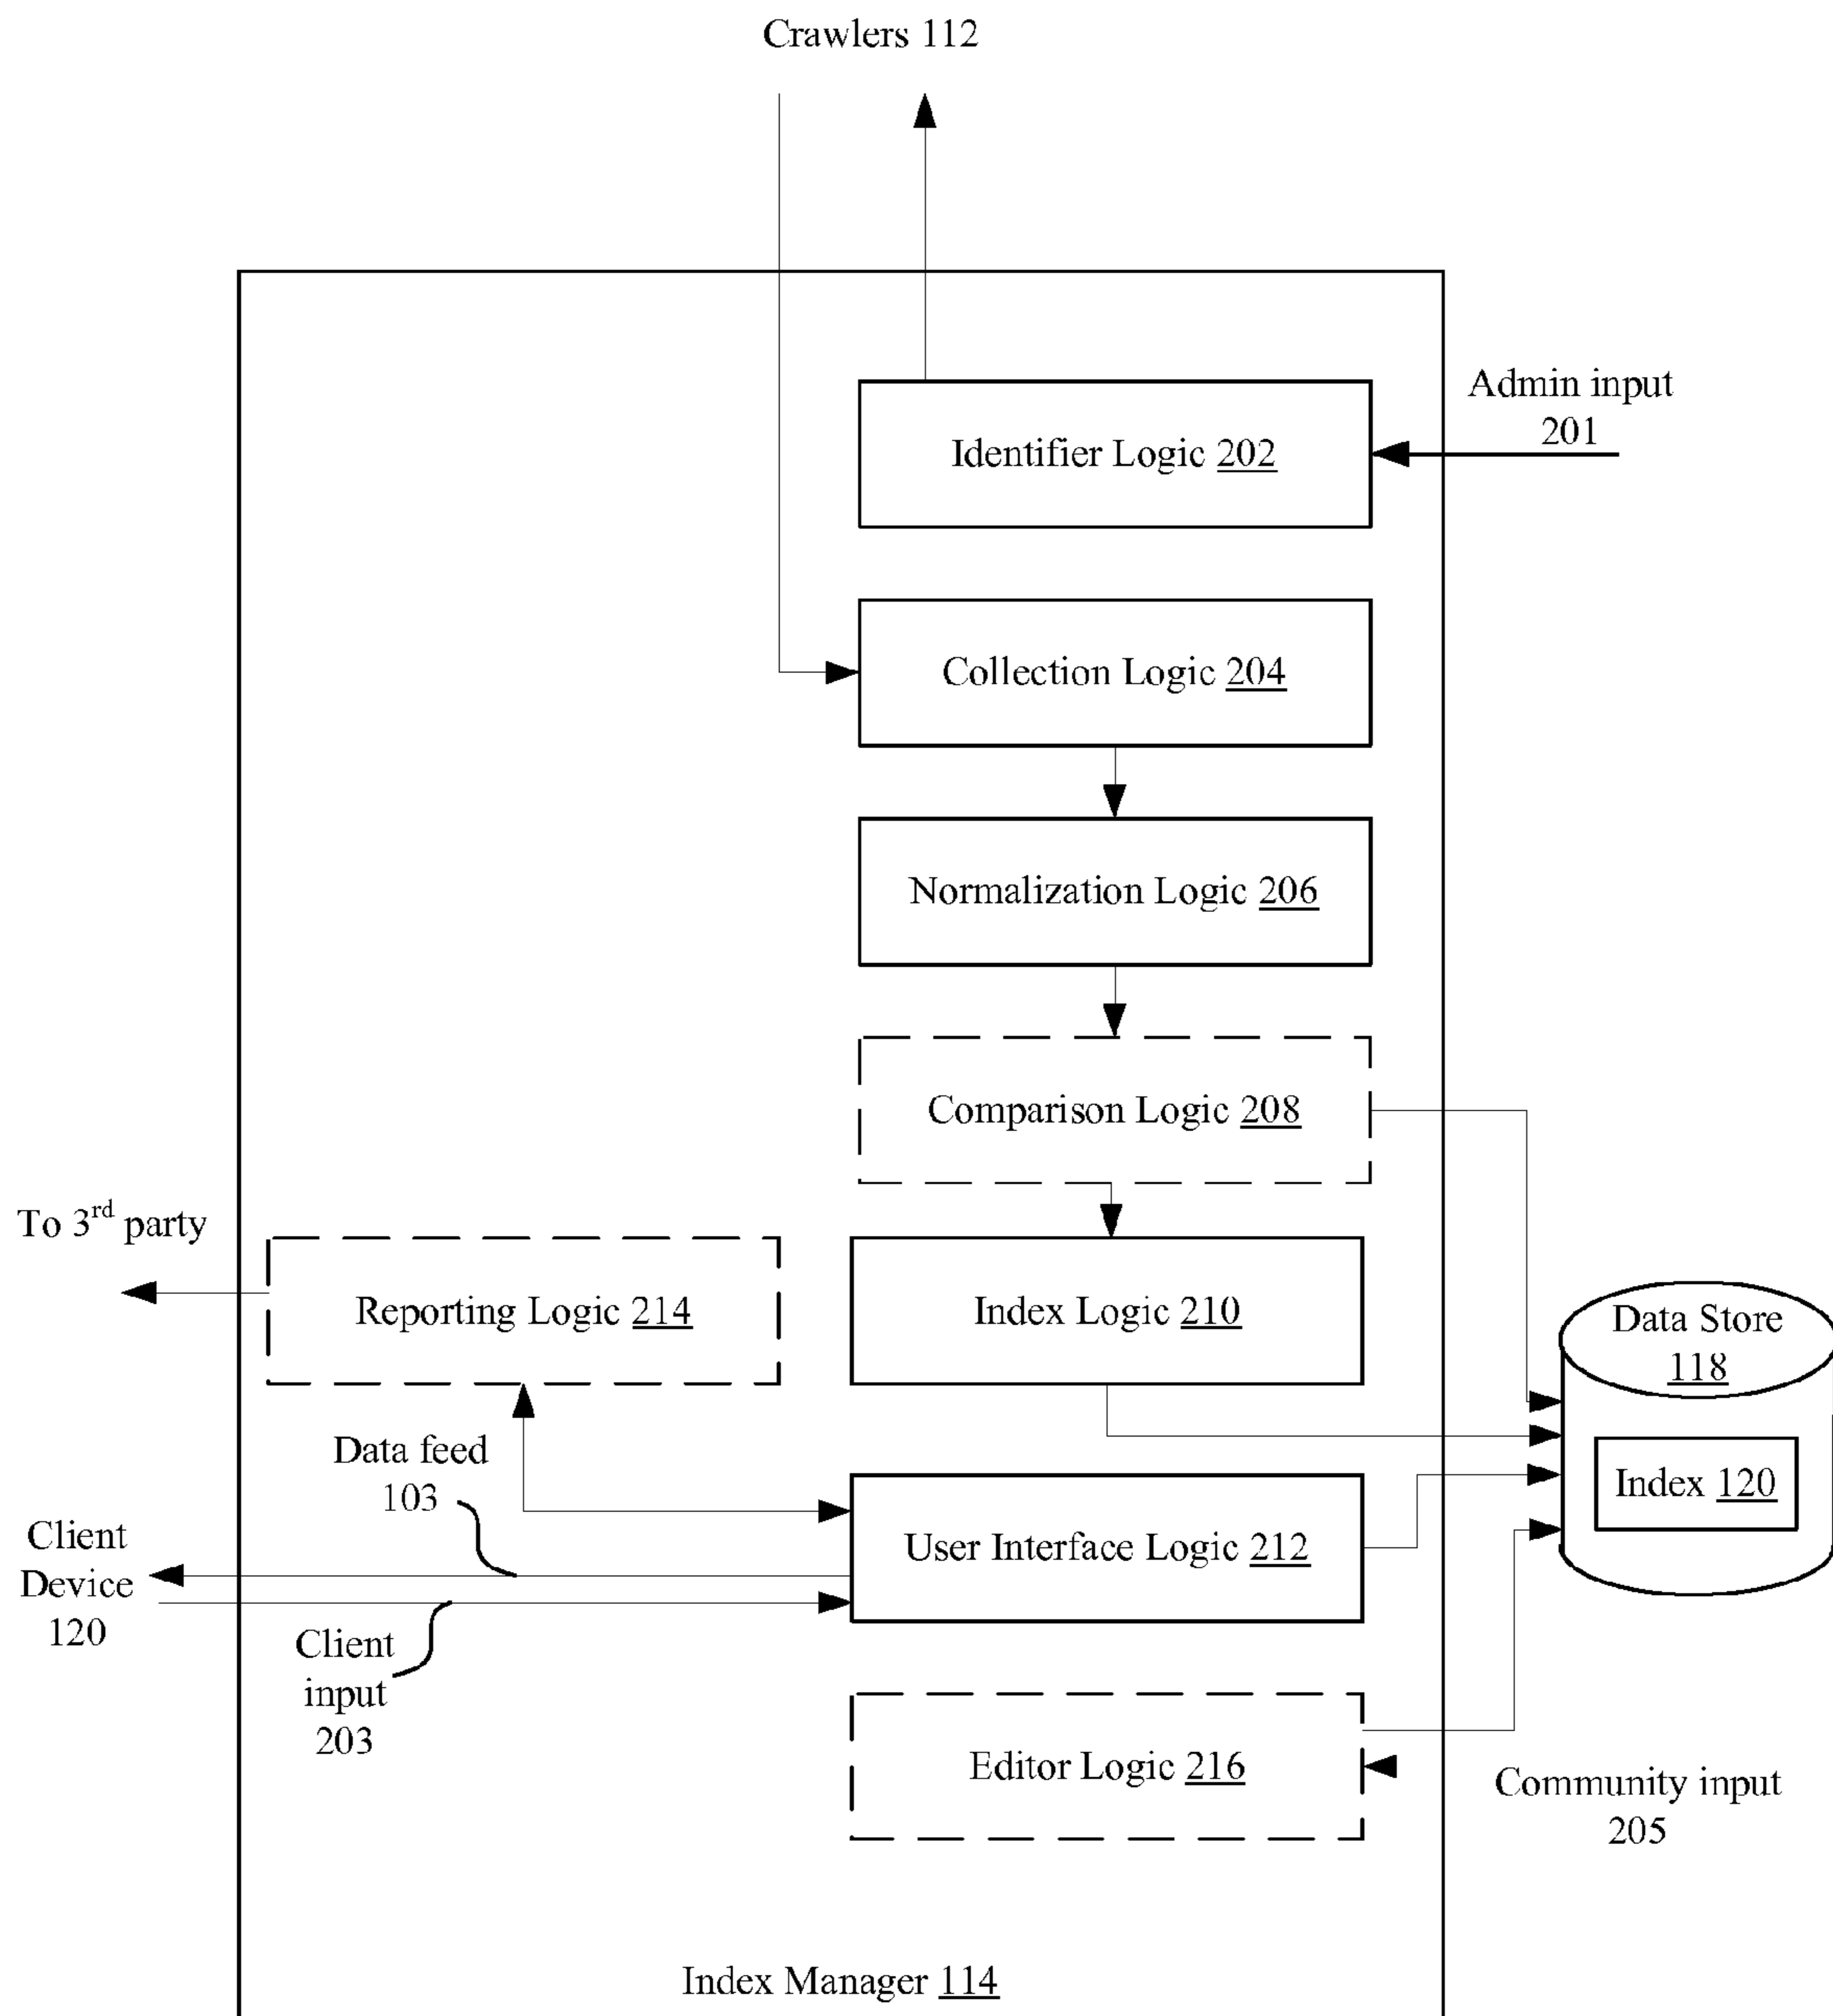 Crawlers 112
Admin input
201
Identifier Logic 202
Collection Logic 204
Normalization Logic 206
Comparison Logic 208
To 3rd party
Reporting Logic 214
Index Logic 210
Data Store
118
Index 120
Data feed
103
Client
Device
120
User Interface Logic 212
Client
input
203
Editor Logic 216
Community input
205
Index Manager 114